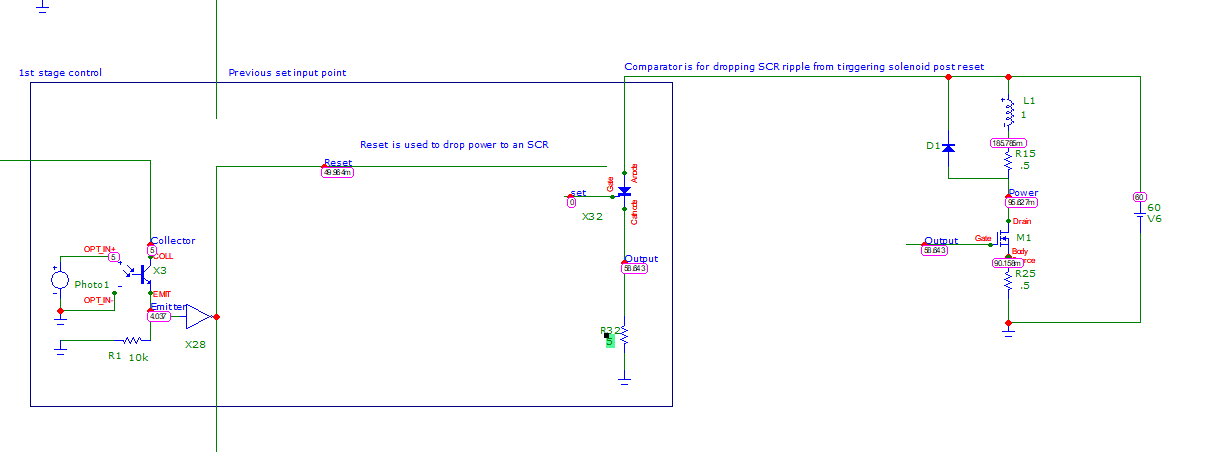 1st stage control
Previous set input point
Comparator is for dropping SCR ripple from tirggering solenoid post reset
Reset is used to drop power to an SCR
Reset
49.964m
Gate
Anode
set
0
X32
Cathode
Output
58.643
R32
5
Collector
5
COLL
OPT_IN+
5
X3
Photo1
OPT_IN-
EMIT
Emitter
4.037
X28
R1 10k
D1
L1
1
185.785m
R15
.5
Power
95.627m
Drain
Output
58.643
Gate
M1
Body
90.158m
R25
.5
60
60
V6